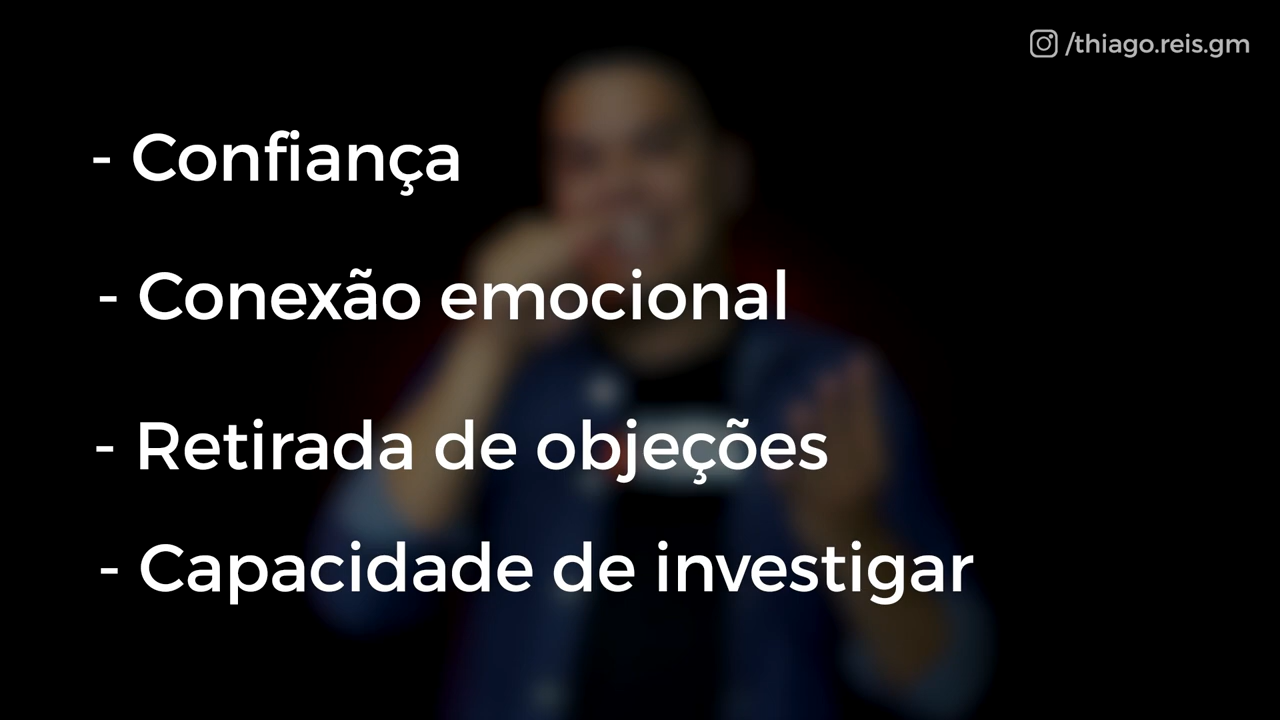 /thiago.reis.gm
- Confiança
- Conexão emocional
- Retirada de objeções
- Capacidade de investigar